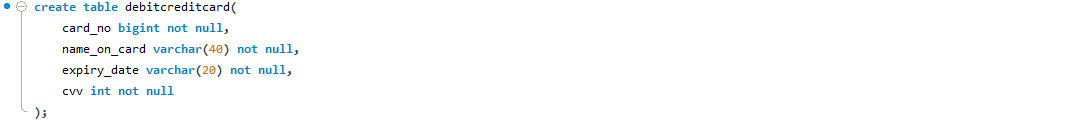 create table debitcreditcard(
card_no bigint not null,
name_on_card varchar(40) not null,
expiry_date varchar(20) not null,
cvv int not null
);